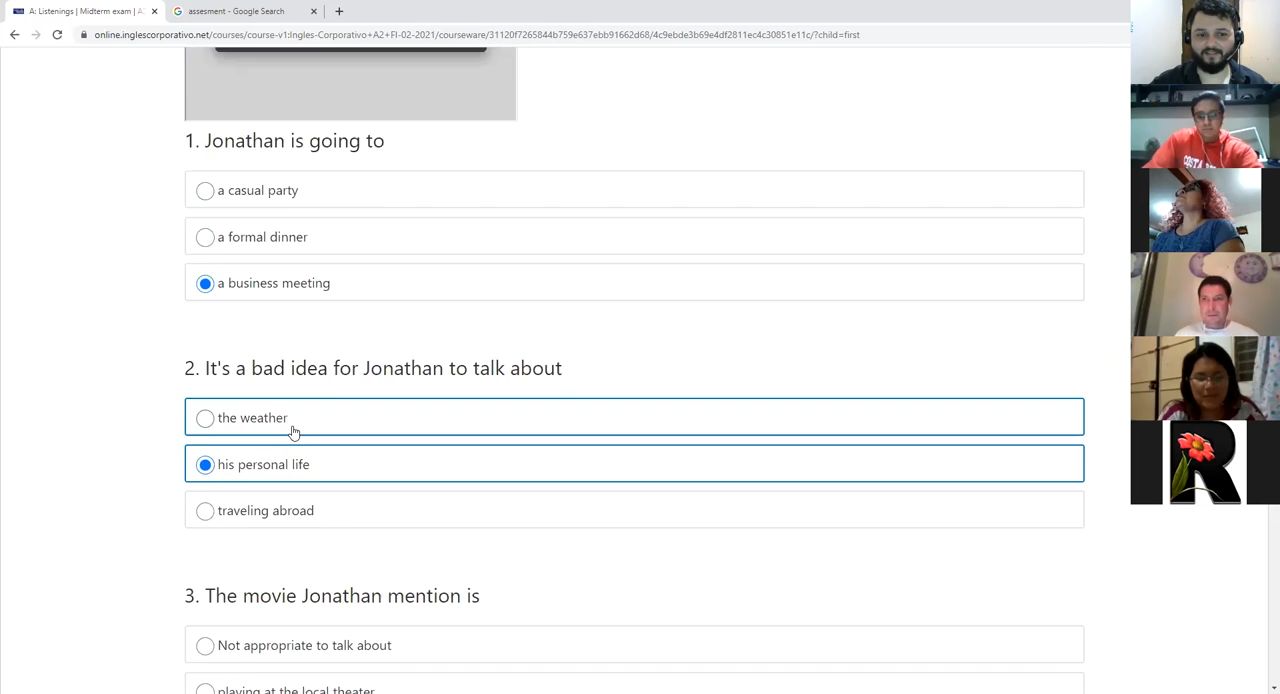 A: Listenings | Midterm exam | A
assesment - Google Search
online.inglescorporativo.net/courses/course-v1:Ingles-Corporativo+A2+FI-02-2021/courseware/31120f7265844b759e637ebb91662d68/4c9ebde3b69e4df2811ec4c30851e11c/?child=first
1. Jonathan is going to
a casual party
a formal dinner
a business meeting
2. It's a bad idea for Jonathan to talk about
the weather
his personal life
traveling abroad
3. The movie Jonathan mention is
Not appropriate to talk about
playing at the local theater
COSTA
R